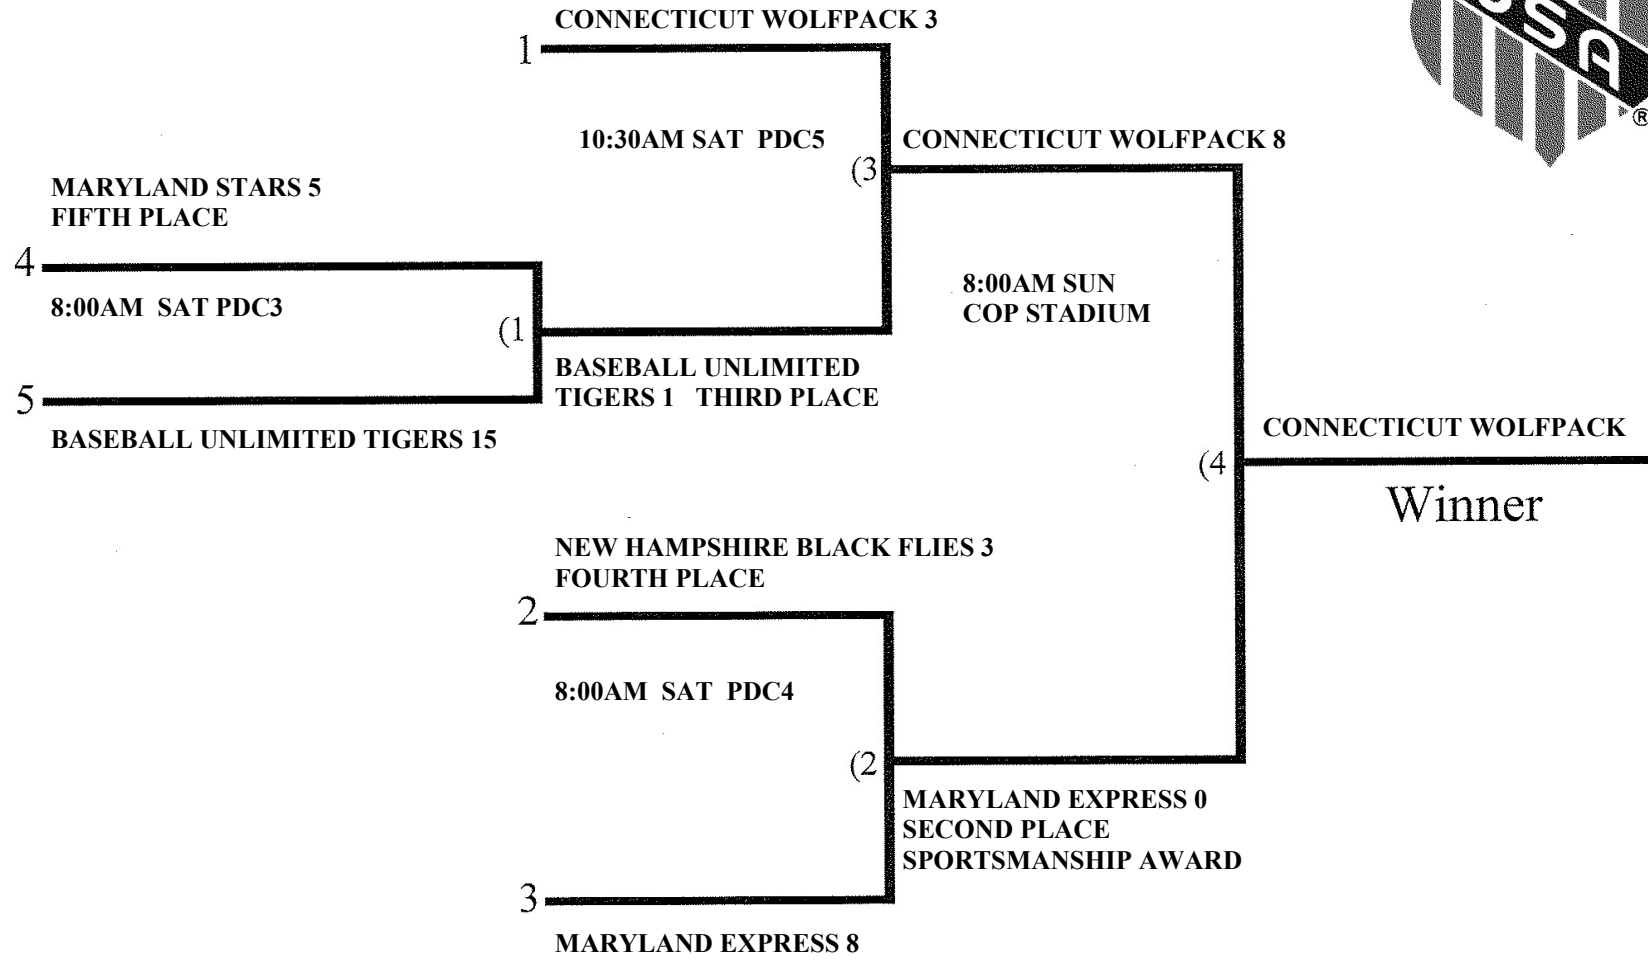 CONNECTICUT WOLFPACK 3
1
USA
®
10:30AM SAT PDC5
CONNECTICUT WOLFPACK 8
(3
MARYLAND STARS 5
FIFTH PLACE
4
8:00AM SAT PDC3
(1
8:00AM SUN
COP STADIUM
BASEBALL UNLIMITED
TIGERS 1 THIRD PLACE
5
BASEBALL UNLIMITED TIGERS 15
CONNECTICUT WOLFPACK
(4
Winner
NEW HAMPSHIRE BLACK FLIES 3
FOURTH PLACE
2
8:00AM SAT PDC4
(2
MARYLAND EXPRESS 0
SECOND PLACE
SPORTSMANSHIP AWARD
3
MARYLAND EXPRESS 8